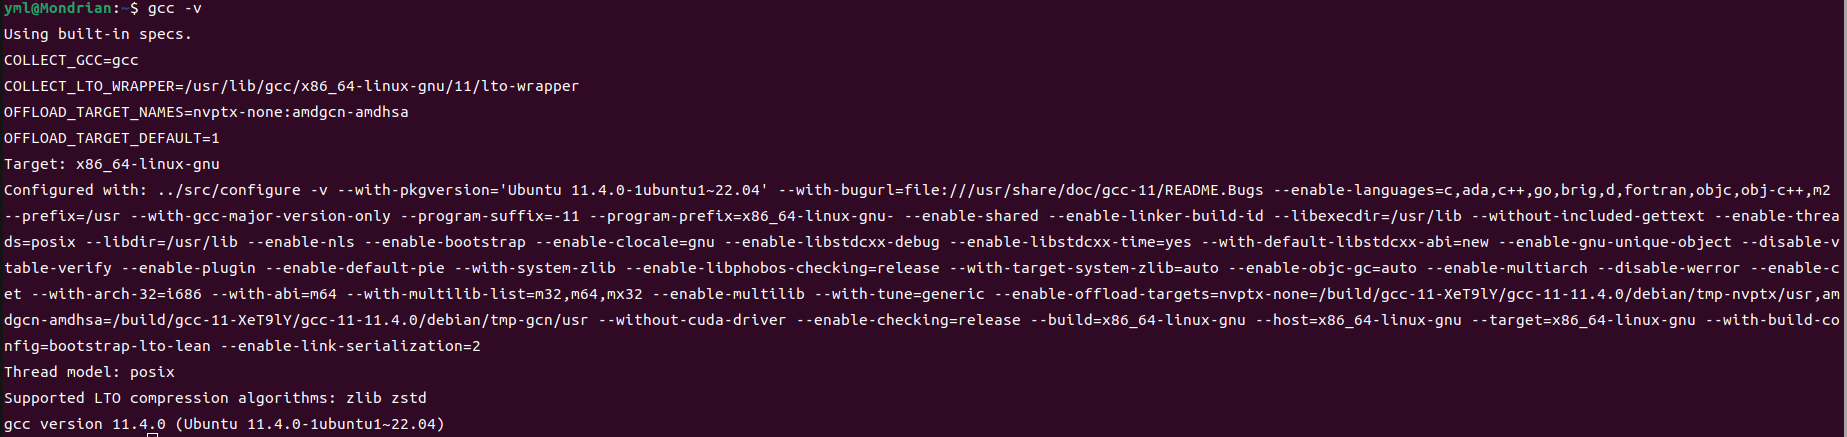 yml@Mondrian:~$ gcc -v
Using built-in specs.
COLLECT_GCC=gcc
COLLECT_LTO_WRAPPER=/usr/lib/gcc/x86_64-linux-gnu/11/lto-wrapper
OFFLOAD_TARGET_NAMES=nvptx-none:amdgcn-amdhsa
OFFLOAD_TARGET_DEFAULT=1
Target: x86_64-linux-gnu
Configured with: ../src/configure -v --with-pkgversion='Ubuntu 11.4.0-1ubuntu1~22.04' --with-bugurl=file:///usr/share/doc/gcc-11/README.Bugs --enable-languages=c,ada,c++,go,brig,d,fortran,objc,obj-c++,m2
--prefix=/usr --with-gcc-major-version-only --program-suffix=-11 --program-prefix=x86_64-linux-gnu- --enable-shared --enable-linker-build-id --libexecdir=/usr/lib --without-included-gettext --enable-threa
ds=posix --libdir=/usr/lib --enable-nls --enable-bootstrap --enable-clocale=gnu --enable-libstdcxx-debug --enable-libstdcxx-time=yes --with-default-libstdcxx-abi=new --enable-gnu-unique-object --disable-v
table-verify --enable-plugin --enable-default-pie --with-system-zlib --enable-libphobos-checking=release --with-target-system-zlib=auto --enable-objc-gc=auto --enable-multiarch --disable-werror --enable-c
et --with-arch-32=i686 --with-abi=m64 --with-multilib-list=m32,m64,mx32 --enable-multilib --with-tune=generic --enable-offload-targets=nvptx-none=/build/gcc-11-XeT9lY/gcc-11-11.4.0/debian/tmp-nvptx/usr,am
dgcn-amdhsa=/build/gcc-11-XeT9lY/gcc-11-11.4.0/debian/tmp-gcn/usr --without-cuda-driver --enable-checking=release --build=x86_64-linux-gnu --host=x86_64-linux-gnu --target=x86_64-linux-gnu --with-build-co
nfig=bootstrap-lto-lean --enable-link-serialization=2
Thread model: posix
Supported LTO compression algorithms: zlib zstd
gcc version 11.4.0 (Ubuntu 11.4.0-1ubuntu1~22.04)